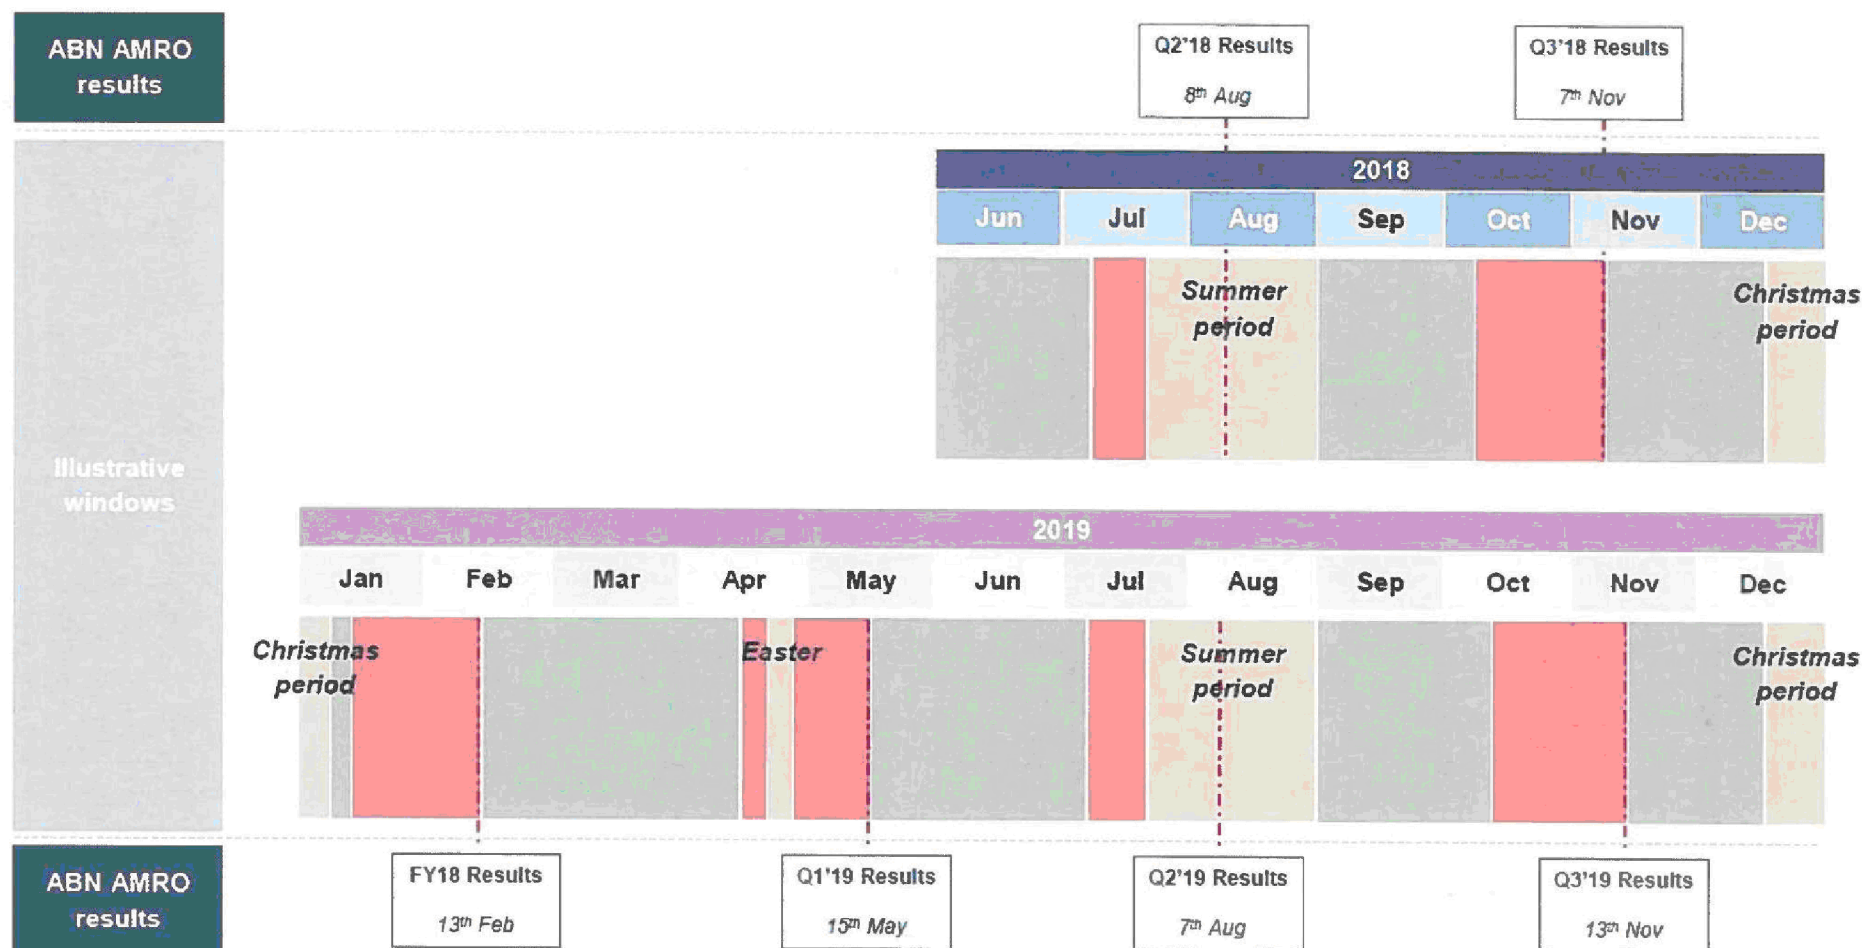 ABN AMRO
results
Q2'18 Results
8th Aug
Q3'18 Results
7th Nov
2018
Jun
Jul
Aug
Sep
Oct
Nov
Dec
Summer
period
Christmas
period
Illustrative
windows
2019
Jan
Feb
Mar
Apr
May
Jun
Jul
Aug
Sep
Oct
Nov
Dec
Christmas
period
Easter
Summer
period
Christmas
period
ABN AMRO
results
FY18 Results
13th Feb
Q1'19 Results
15th May
Q2'19 Results
7th Aug
Q3'19 Results
13th Nov